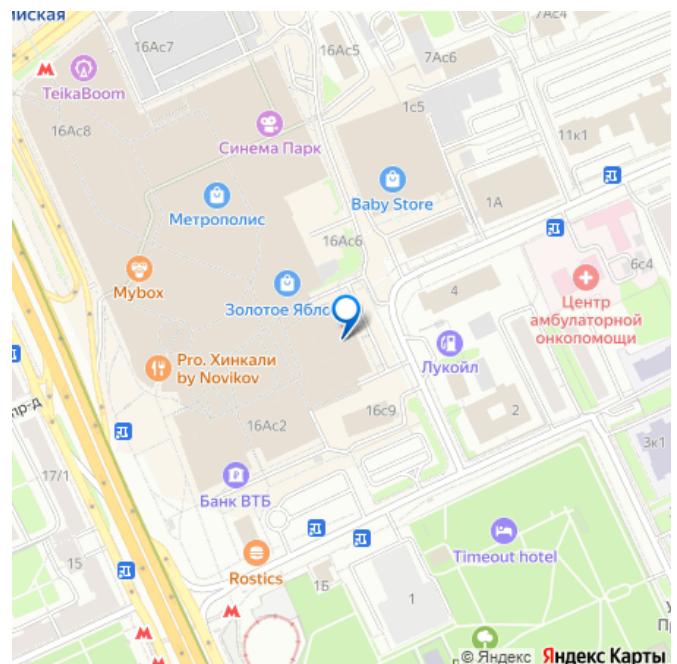 йская
16Ас7
16Ас5
7Ас4
7Ас6
TeikaBoom
1с5
16Ас8
Синема Парк
11к1
Метрополис
Baby Store
1А
16Ас6
6с4
Mybox
Золотое Ябло
4
Центр
амбулаторной
онкопомощи
Лукойл
Pro. Хинкали
by Novikov
пр-д
16с9
2
16Ас2
3к1
17/1
Банк ВТБ
Timeout hotel
15
Rostics
1Б
1
© Яндекс Яндекс Карты